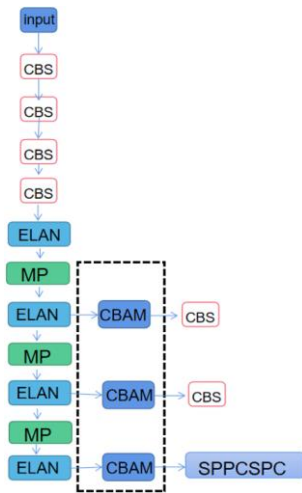 input
CBS
CBS
CBS
CBS
ELAN
MP
ELAN CBAM CBS
MP
ELAN CBAM CBS
MP
ELAN CBAM SPPCSPC